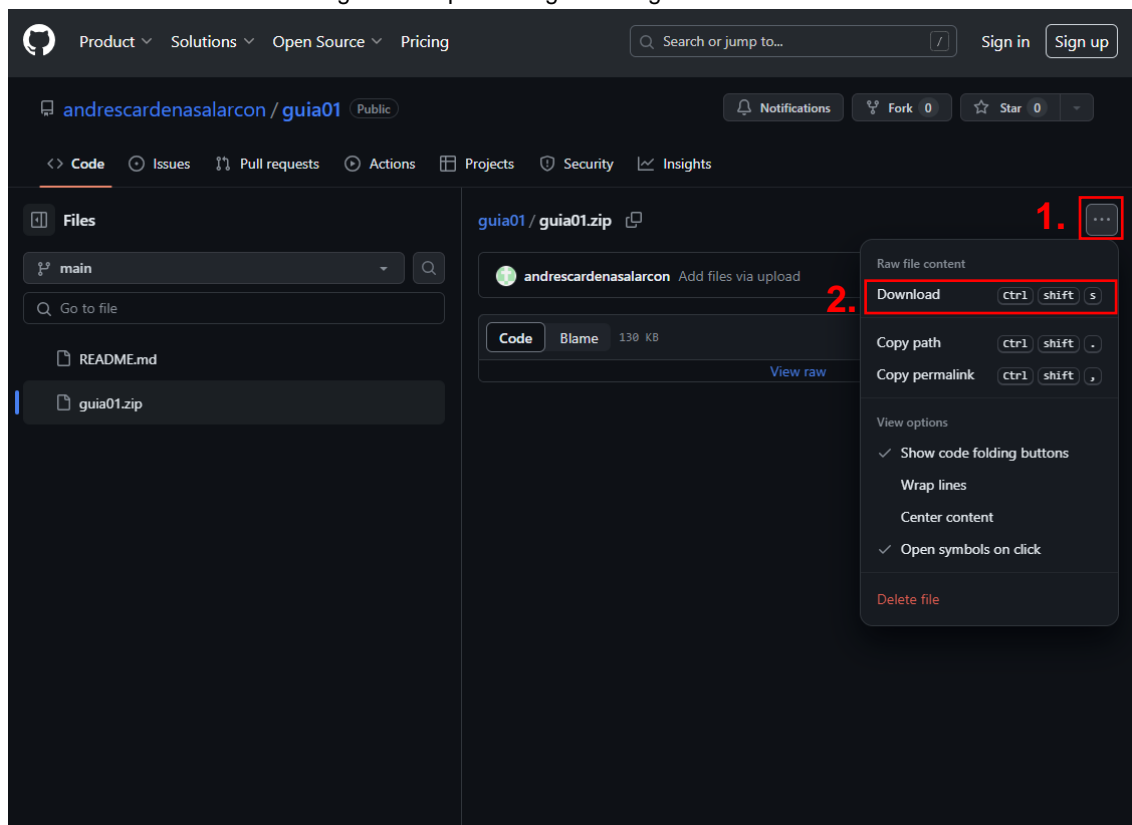 Product Solutions Open Source Pricing Search or jump to... / Sign in Sign up
andrescardenasalarcon / guia01 Public Notifications Fork 0 Star 0
<> Code Issues Pull requests Actions Projects Security Insights
Files
main
Go to file
README.md
guia01.zip
guia01 / guia01.zip 1. ...
andrescardenasalarcon Add files via upload
Code Blame 130 KB
View raw
Raw file content
2. Download Ctrl shift s
Copy path Ctrl shift .
Copy permalink Ctrl shift ,
View options
Show code folding buttons
Wrap lines
Center content
Open symbols on click
Delete file